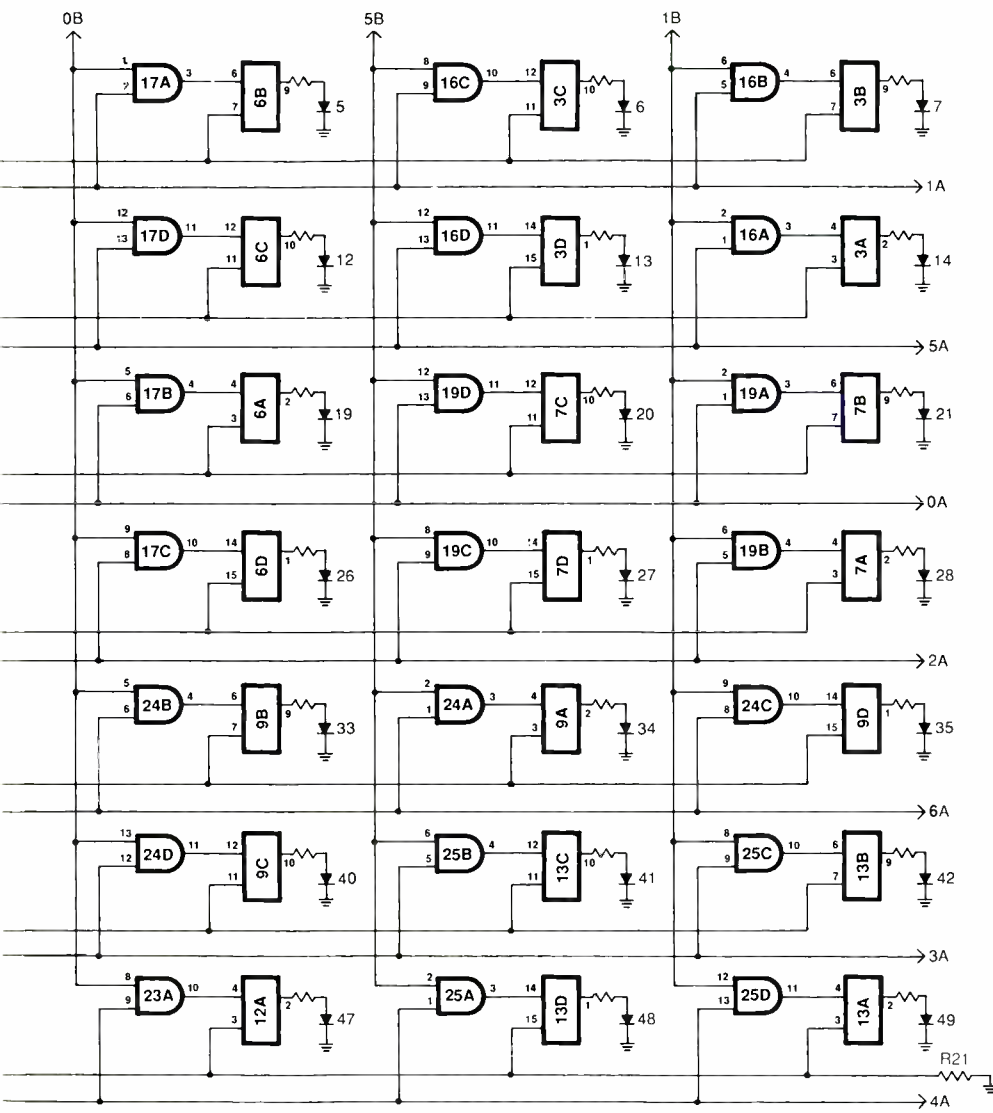 0B 5B 1B
1 17A 3 6 6B 9 5 8 16C 10 12 3C 10 6 6 16B 4 6 3B 9 7
2 7 9 11 5 7
1A
12 17D 11 12 6C 10 12 12 16D 11 14 3D 1 13 2 16A 3 4 3A 2 14
13 11 13 15 1 3
5A
5 17B 4 4 6A 2 19 12 19D 11 12 7C 10 20 2 19A 3 6 7B 9 21
6 3 13 11 1 7
0A
9 17C 10 14 6D 1 26 8 19C 10 14 7D 1 27 6 19B 4 4 7A 2 28
8 15 9 15 5 3
2A
5 24B 4 6 9B 9 33 2 24A 3 4 9A 2 34 9 24C 10 14 9D 1 35
6 7 1 3 8 15
6A
13 24D 11 12 9C 10 40 6 25B 4 12 13C 10 41 8 25C 10 6 13B 9 42
12 11 5 11 9 7
3A
8 23A 10 4 12A 2 47 2 25A 3 14 13D 1 48 12 25D 11 4 13A 2 49
9 3 1 15 13 3
R21
4A